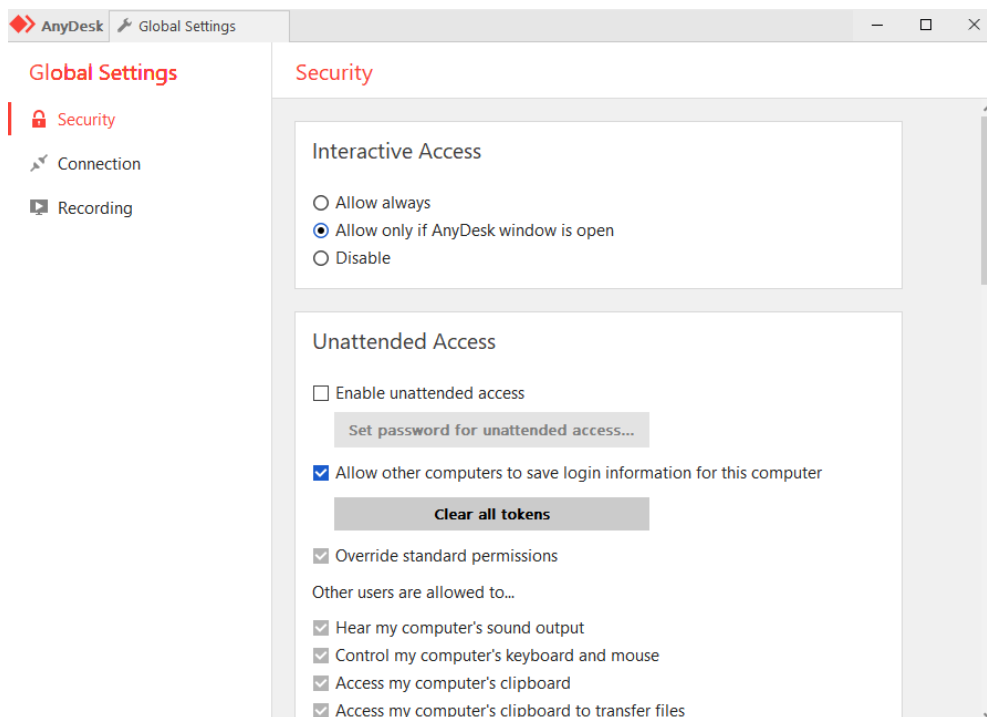 AnyDesk Global Settings
Global Settings
Security
Connection
Recording
Security
Interactive Access
Allow always
Allow only if AnyDesk window is open
Disable
Unattended Access
Enable unattended access
Set password for unattended access...
Allow other computers to save login information for this computer
Clear all tokens
Override standard permissions
Other users are allowed to...
Hear my computer's sound output
Control my computer's keyboard and mouse
Access my computer's clipboard
Access my computer's clipboard to transfer files